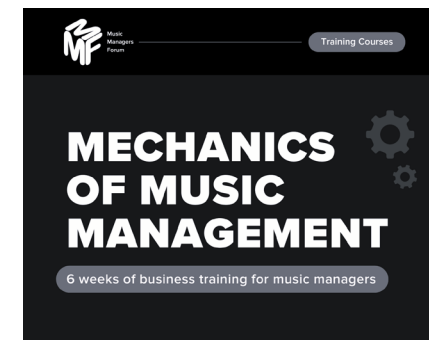 MMF
Music
Managers
Forum
Training Courses
MECHANICS
OF MUSIC
MANAGEMENT
6 weeks of business training for music managers